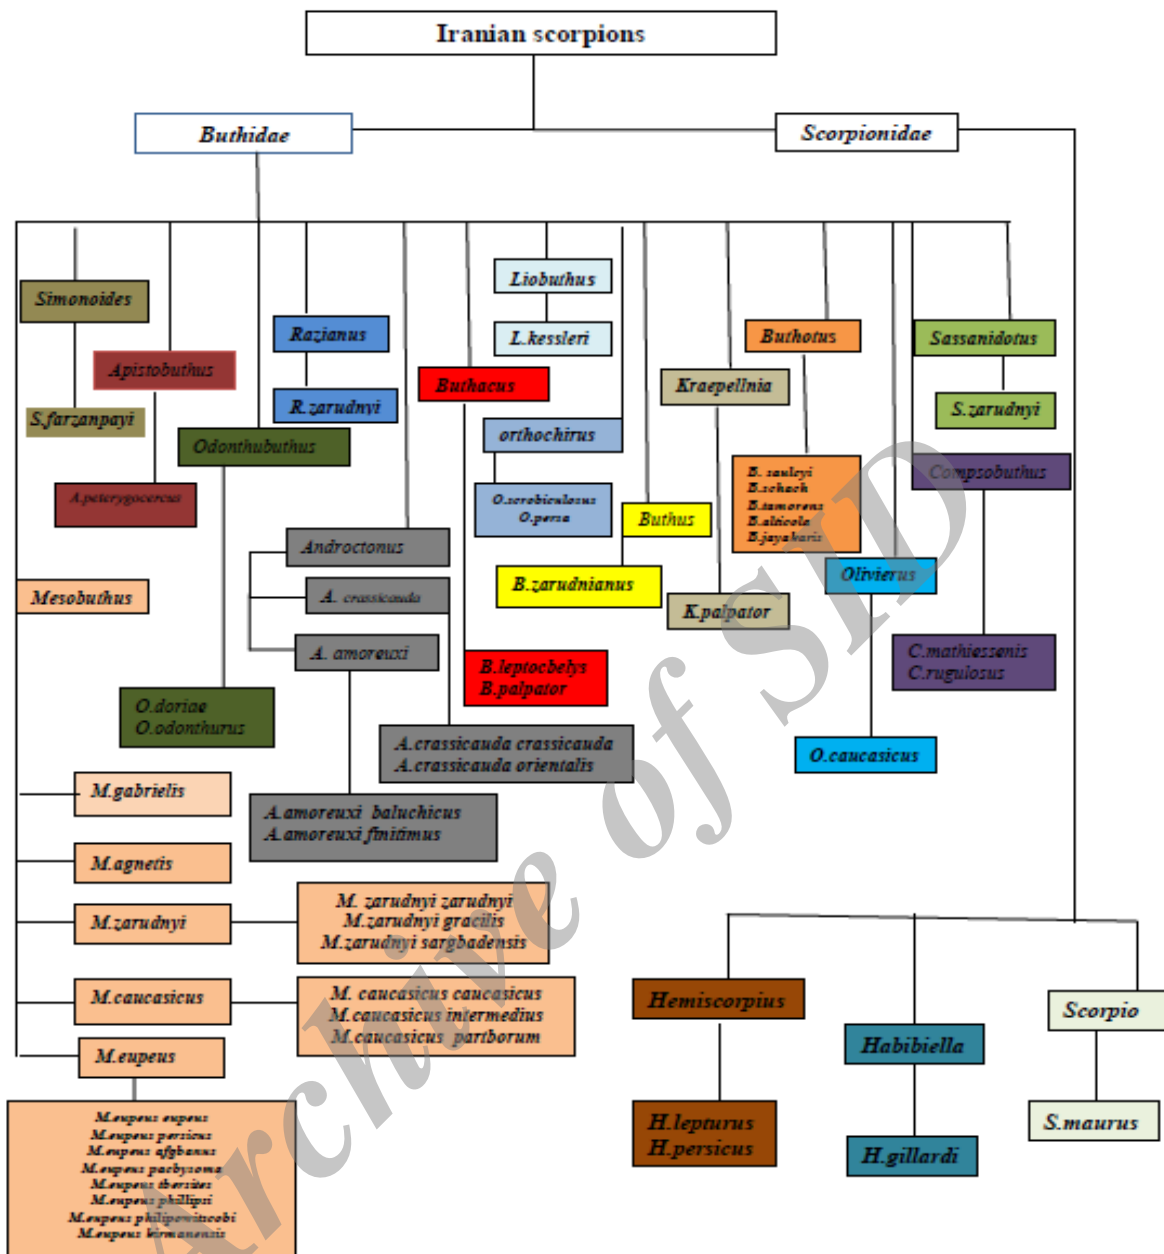 Iranian scorpions
Buthidae
Scorpionidae
Simonoides
Apistobuthus
S.farzanpayi
A.peterygocercus
Odonthubuthus
Razianus
R.zarudnyi
Buthacus
Liobuthus
L.kessleri
orthochirus
O.scrobiculosus
O.persa
Buthus
B.zarudnianus
Kraepellnia
K.palpator
Buthotus
B. saulcyi
B.schach
B.tamorens
B.alticola
B.jayakaris
Sassanidotus
S.zarudnyi
Compsobuthus
Olivierus
C.mathiessenis
C.rugulosus
O.caucasicus
Androctonus
A. crassicauda
A. amoreuxi
B.leptochelys
B.palpator
A.crassicauda crassicauda
A.crassicauda orientalis
A.amoreuxi baluchicus
A.amoreuxi finitimus
O.doriae
O.odonthurus
Mesobuthus
M.gabrielis
M.agnetis
M.zarudnyi
M. zarudnyi zarudnyi
M.zarudnyi gracilis
M.zarudnyi sargbadensis
M.caucasicus
M. caucasicus caucasicus
M.caucasicus intermedius
M.caucasicus parthorum
M.eupeus
M.eupeus eupeus
M.eupeus persicus
M.eupeus afghanus
M.eupeus pachysoma
M.eupeus thersites
M.eupeus phillipsi
M.eupeus philipowitscobi
M.eupeus kirmanensis
Hemiscorpius
H.lepturus
H.persicus
Habibiella
H.gillardi
Scorpio
S.maurus
Archive of SID